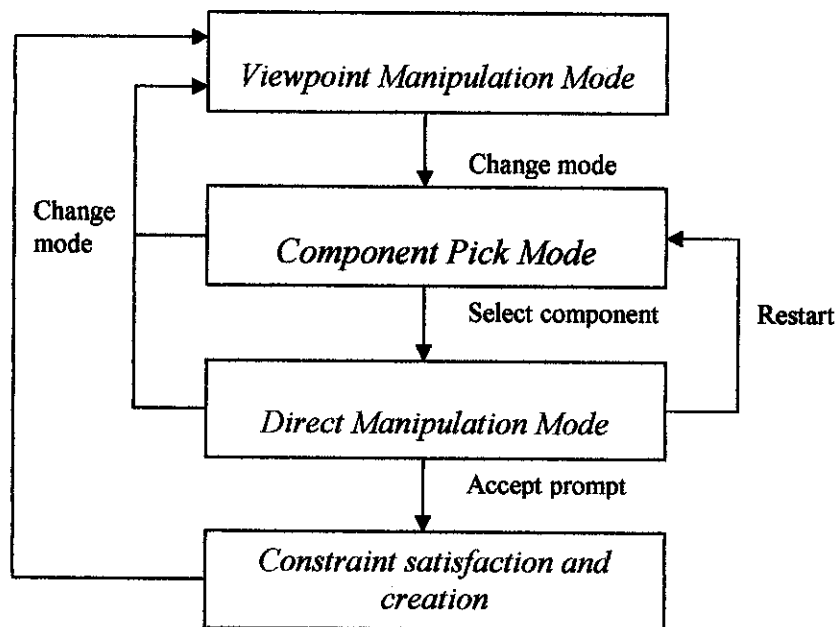 Viewpoint Manipulation Mode
Change mode
Change
mode
Component Pick Mode
Select component
Restart
Direct Manipulation Mode
Accept prompt
Constraint satisfaction and
creation